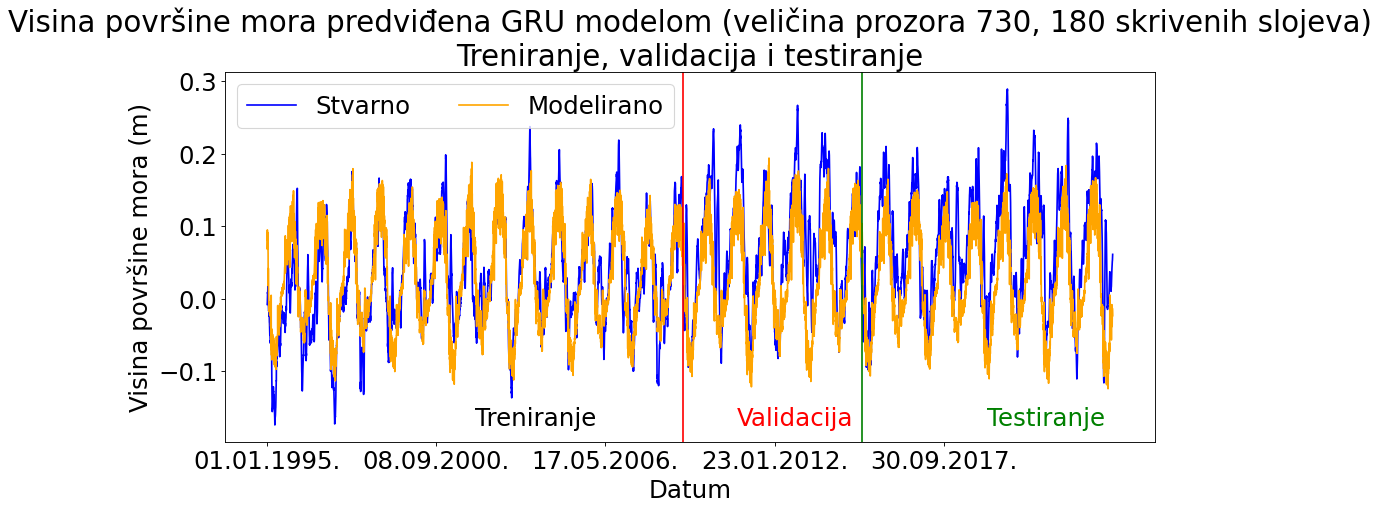 Visina površine mora predviđena GRU modelom (veličina prozora 730, 180 skrivenih slojeva)
Treniranje, validacija i testiranje
Stvarno
Modelirano
Visina površine mora (m)
0.3
0.2
0.1
0.0
−0.1
Treniranje
Validacija
Testiranje
01.01.1995.
08.09.2000.
17.05.2006.
23.01.2012.
30.09.2017.
Datum